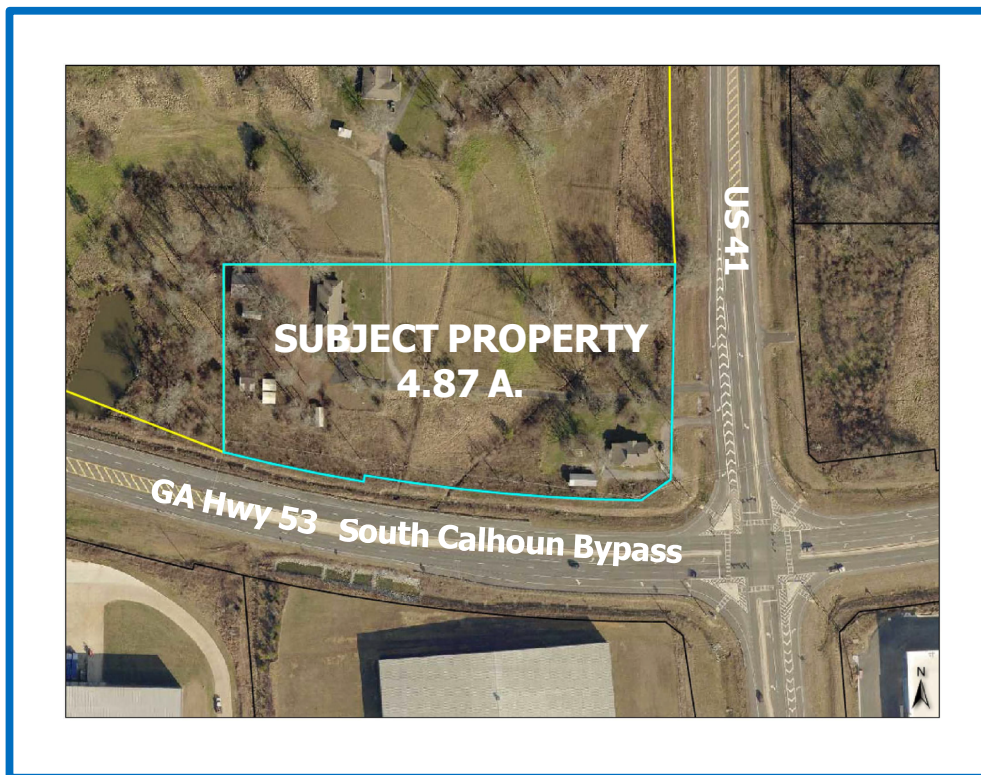 US 41
SUBJECT PROPERTY
4.87 A.
GA Hwy 53 South Calhoun Bypass
N